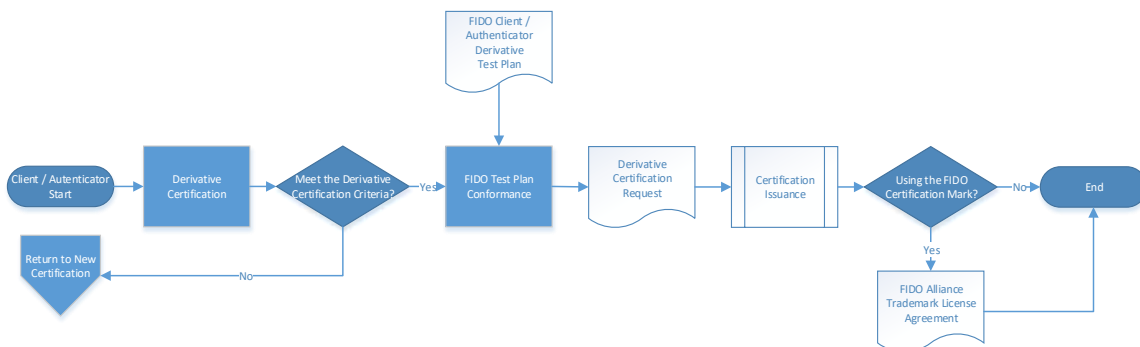 FIDO Client /
Authenticator
Derivative
Test Plan
Client / Autenticator
Start
Derivative
Certification
Meet the Derivative
Certification Criteria?
Yes
FIDO Test Plan
Conformance
Derivative
Certification
Request
Certification
Issuance
Using the FIDO
Certification Mark?
No
End
Return to New
Certification
No
Yes
FIDO Alliance
Trademark License
Agreement